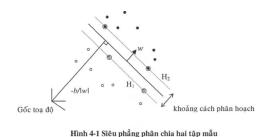 w
H₂
-b/|w|
H₁
Gốc toạ độ
khoảng cách phân hoạch
Hình 4-1 Siêu phẳng phân chia hai tập mẫu